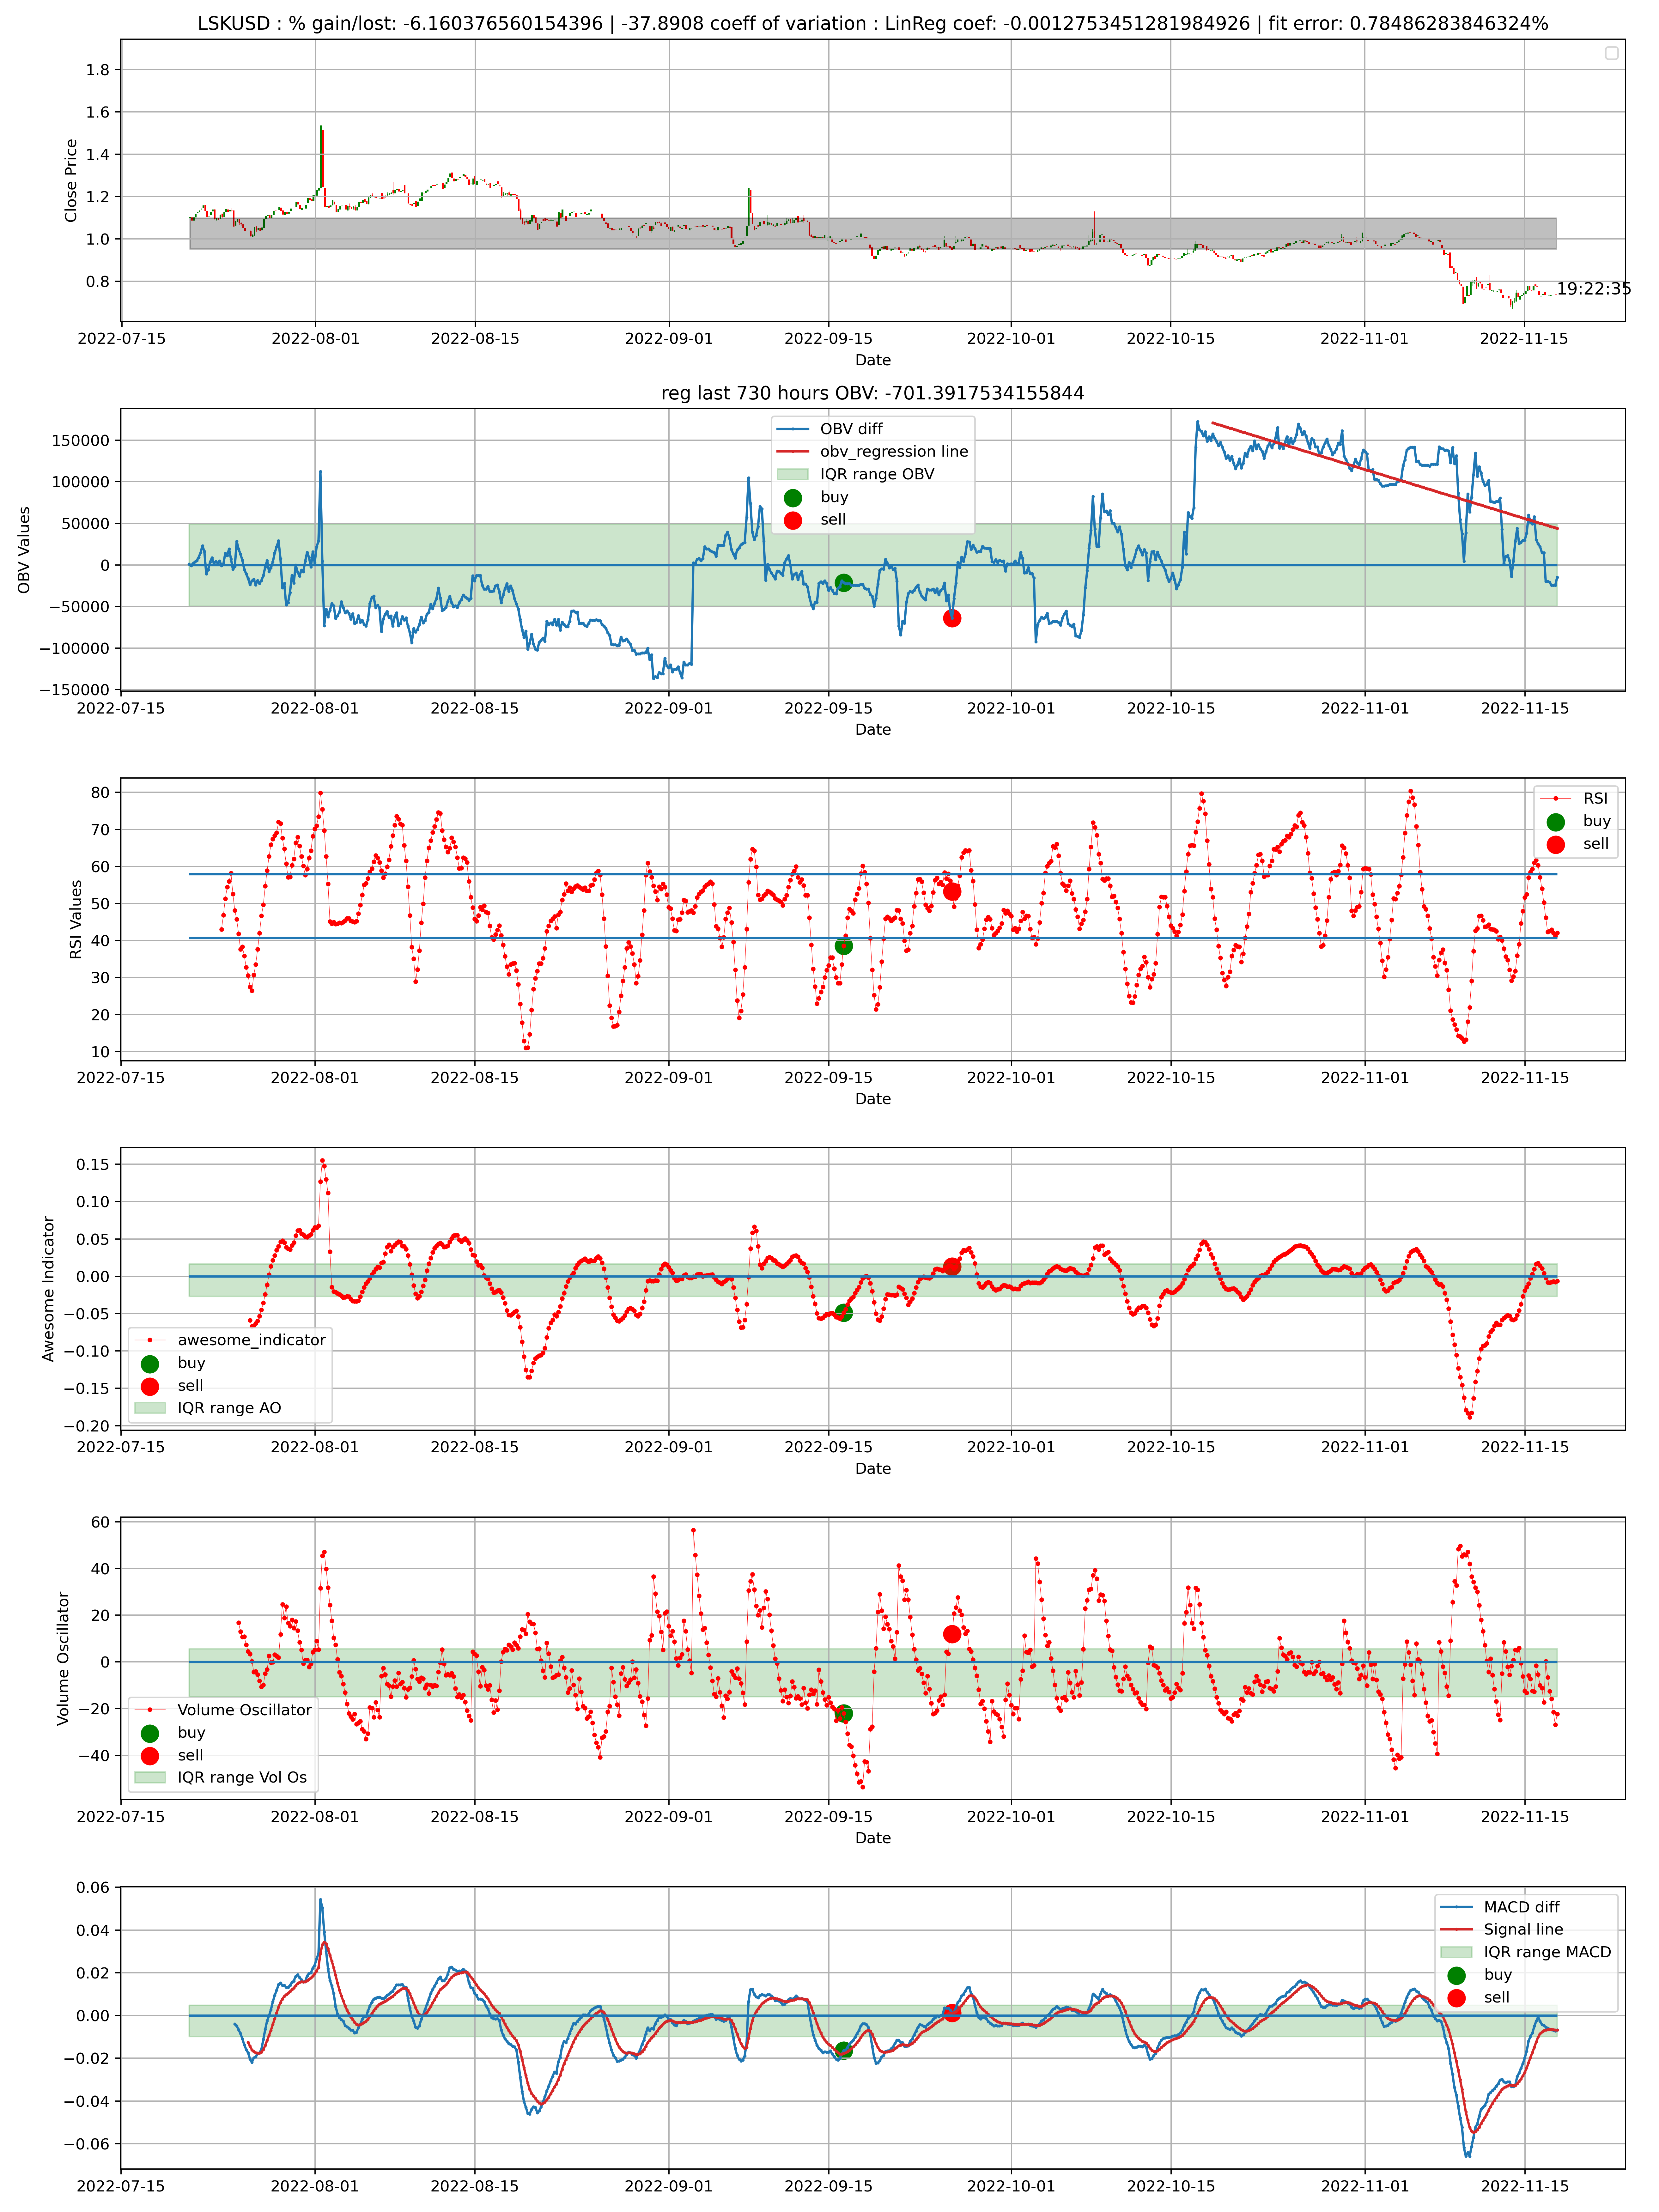 LSKUSD : % gain/lost: -6.160376560154396 | -37.8908 coeff of variation : LinReg coef: -0.0012753451281984926 | fit error: 0.78486283846324%
1.8
1.6
1.4
1.2
1.0
0.8
Close Price
19:22:35
2022-07-15 2022-08-01 2022-08-15 2022-09-01 2022-09-15 2022-10-01 2022-10-15 2022-11-01 2022-11-15
Date
reg last 730 hours OBV: -701.3917534155844
150000
100000
50000
0
−50000
−100000
−150000
OBV Values
OBV diff
obv_regression line
IQR range OBV
buy
sell
2022-07-15 2022-08-01 2022-08-15 2022-09-01 2022-09-15 2022-10-01 2022-10-15 2022-11-01 2022-11-15
Date
80
70
60
50
40
30
20
10
RSI Values
RSI
buy
sell
2022-07-15 2022-08-01 2022-08-15 2022-09-01 2022-09-15 2022-10-01 2022-10-15 2022-11-01 2022-11-15
Date
0.15
0.10
0.05
0.00
−0.05
−0.10
−0.15
−0.20
Awesome Indicator
awesome_indicator
buy
sell
IQR range AO
2022-07-15 2022-08-01 2022-08-15 2022-09-01 2022-09-15 2022-10-01 2022-10-15 2022-11-01 2022-11-15
Date
60
40
20
0
−20
−40
Volume Oscillator
Volume Oscillator
buy
sell
IQR range Vol Os
2022-07-15 2022-08-01 2022-08-15 2022-09-01 2022-09-15 2022-10-01 2022-10-15 2022-11-01 2022-11-15
Date
0.06
0.04
0.02
0.00
−0.02
−0.04
−0.06
MACD diff
Signal line
IQR range MACD
buy
sell
2022-07-15 2022-08-01 2022-08-15 2022-09-01 2022-09-15 2022-10-01 2022-10-15 2022-11-01 2022-11-15